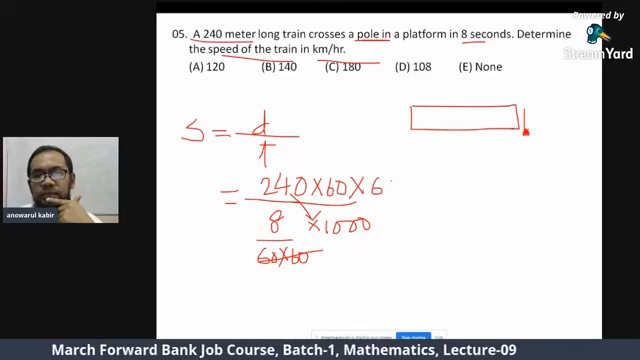 Powered by
StreamYard
05. A 240 meter long train crosses a pole in a platform in 8 seconds. Determine
the speed of the train in km/hr.
(A) 120 (B) 140 (C) 180 (D) 108 (E) None
S = d
t
= 240×60×6
8 ×1000
60×60
anowarul kabir
March Forward Bank Job Course, Batch-1, Mathematics, Lecture-09